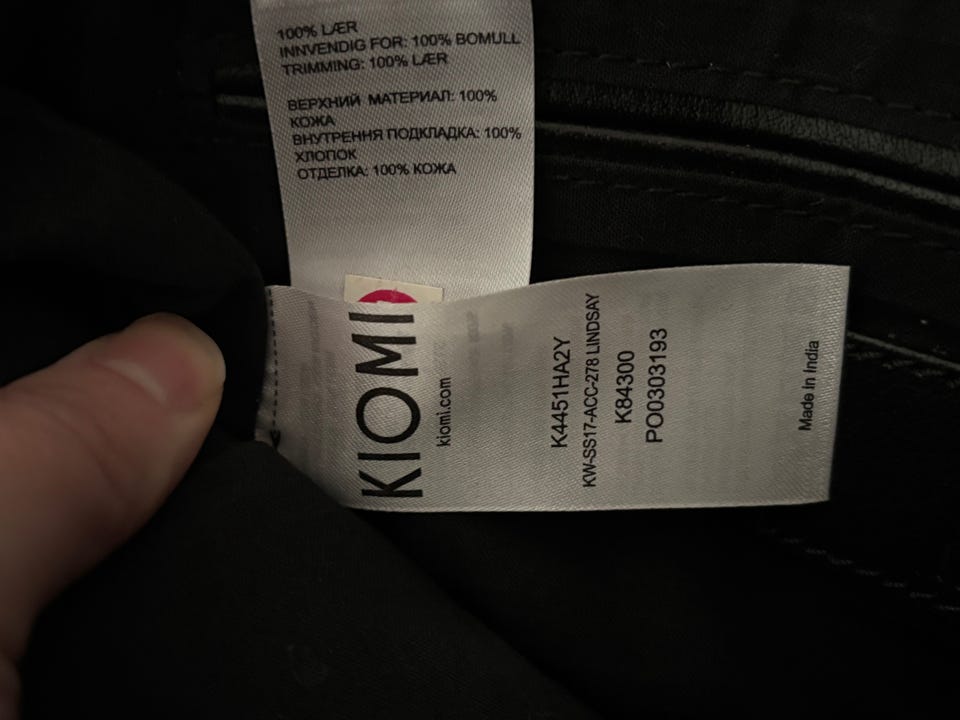 100% LÆR
INNVENDIG FOR: 100% BOMULL
TRIMMING: 100% LÆR
ВЕРХНИЙ МАТЕРИАЛ: 100%
КОЖА
ВНУТРЕННЯ ПОДКЛАДКА: 100%
ХЛОПОК
ОТДЕЛКА: 100% КОЖА
KIOMI
kiomi.com
K4451HA2Y
KW-SS17-ACC-278 LINDSAY
K84300
PO0303193
Made in India